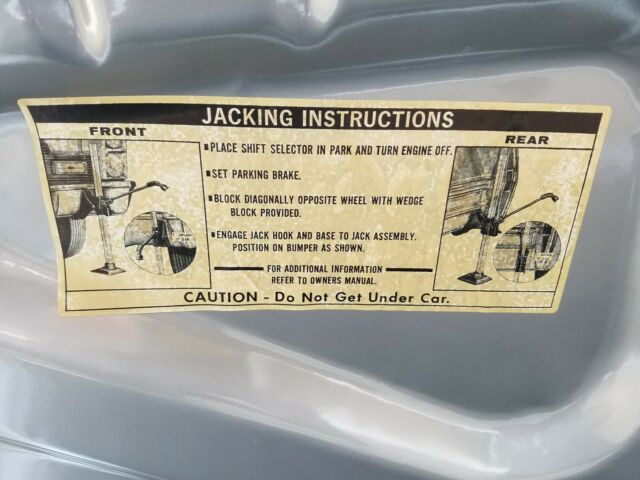 JACKING INSTRUCTIONS
FRONT
REAR
▪PLACE SHIFT SELECTOR IN PARK AND TURN ENGINE OFF.
▪SET PARKING BRAKE.
▪BLOCK DIAGONALLY OPPOSITE WHEEL WITH WEDGE
BLOCK PROVIDED.
▪ENGAGE JACK HOOK AND BASE TO JACK ASSEMBLY.
POSITION ON BUMPER AS SHOWN.
FOR ADDITIONAL INFORMATION
REFER TO OWNERS MANUAL.
CAUTION - Do Not Get Under Car.